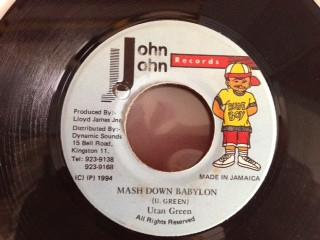 John
John
Records
Produced By:-
Lloyd James Jnr
Distributed By:-
Dynamic Sounds
15 Bell Road,
Kingston 11.
Tel: 923-9138
923-9168
(C) (P) 1994
MADE IN JAMAICA
MASH DOWN BABYLON
(U. GREEN)
Utan Green
All Rights Reserved